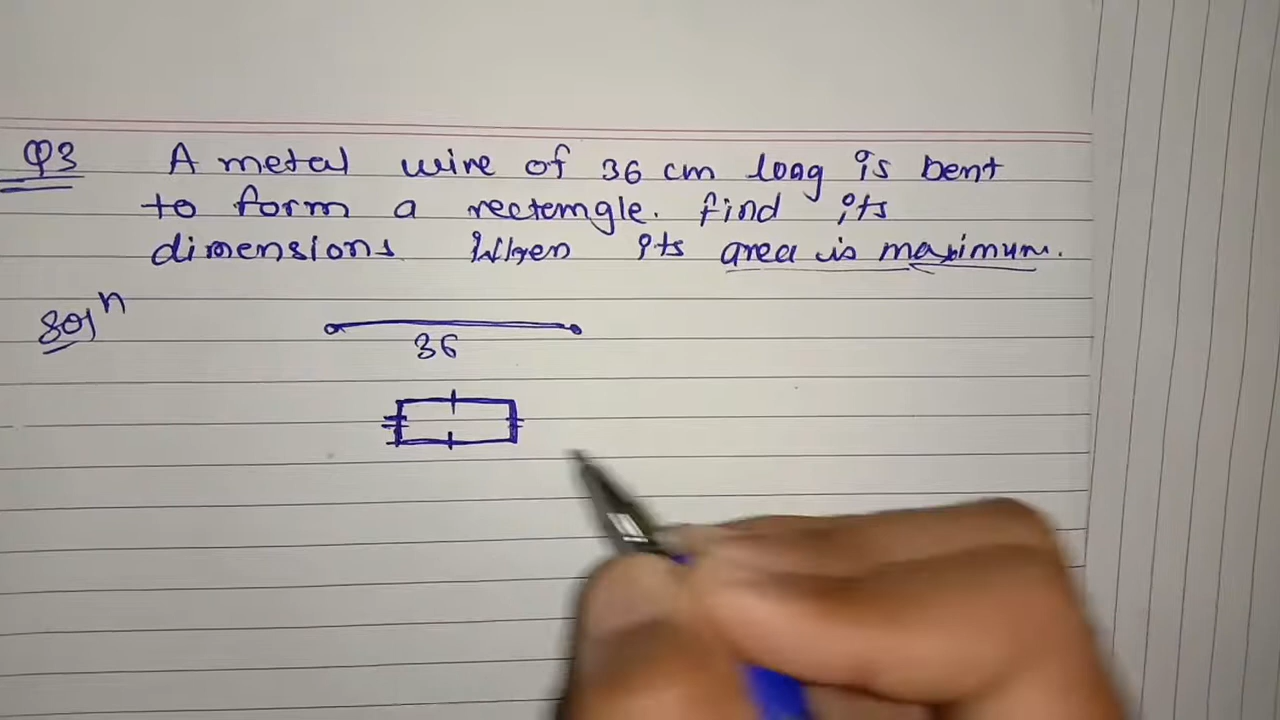 Q3 A metal wire of 36 cm long is bent
to form a rectemgle. find its
dimensions when its area is maximum.
Solⁿ
36